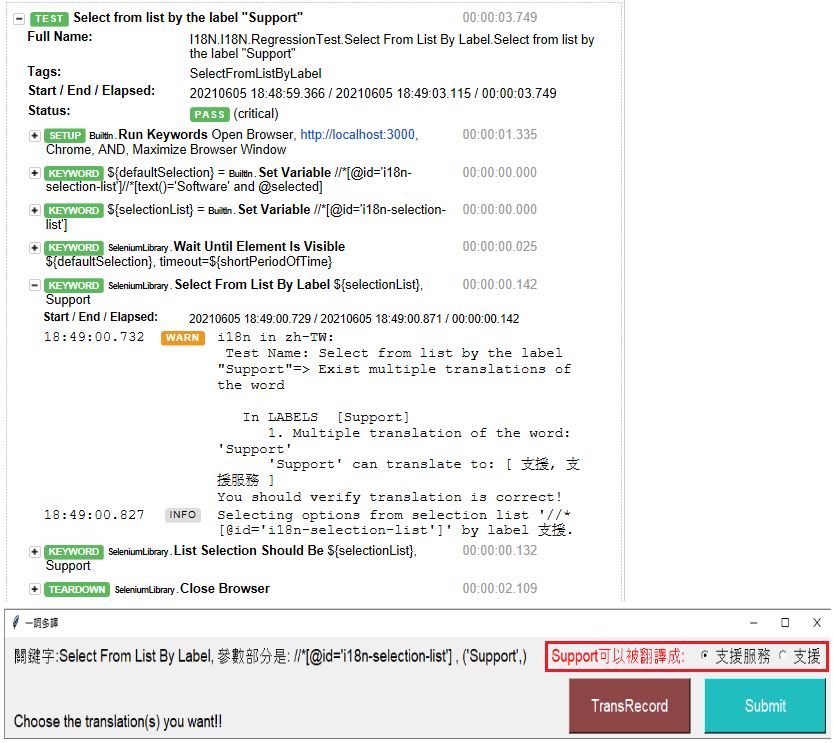 TEST Select from list by the label "Support" 00:00:03.749
Full Name: I18N.I18N.RegressionTest.Select From List By Label.Select from list by
the label "Support"
Tags: SelectFromListByLabel
Start / End / Elapsed: 20210605 18:48:59.366 / 20210605 18:49:03.115 / 00:00:03.749
Status: PASS (critical)
SETUP BuiltIn. Run Keywords Open Browser, http://localhost:3000, 00:00:01.335
Chrome, AND, Maximize Browser Window
KEYWORD ${defaultSelection} = BuiltIn. Set Variable //*[@id='i18n- 00:00:00.000
selection-list']//*[text()='Software' and @selected]
KEYWORD ${selectionList} = BuiltIn. Set Variable //*[@id='i18n-selection- 00:00:00.000
list']
KEYWORD SeleniumLibrary. Wait Until Element Is Visible 00:00:00.025
${defaultSelection}, timeout=${shortPeriodOfTime}
KEYWORD SeleniumLibrary. Select From List By Label ${selectionList}, 00:00:00.142
Support
Start / End / Elapsed: 20210605 18:49:00.729 / 20210605 18:49:00.871 / 00:00:00.142
18:49:00.732 WARN i18n in zh-TW:
Test Name: Select from list by the label
"Support"=> Exist multiple translations of
the word
In LABELS [Support]
1. Multiple translation of the word:
'Support'
'Support' can translate to: [ 支援, 支
援服務 ]
You should verify translation is correct!
18:49:00.827 INFO Selecting options from selection list '//*
[@id='i18n-selection-list']' by label 支援.
KEYWORD SeleniumLibrary. List Selection Should Be ${selectionList}, 00:00:00.132
Support
TEARDOWN SeleniumLibrary. Close Browser 00:00:02.109
一詞多譯
關鍵字:Select From List By Label, 參數部分是: //*[@id='i18n-selection-list'] , ('Support',) Support可以被翻譯成: 支援服務 支援
TransRecord Submit
Choose the translation(s) you want!!